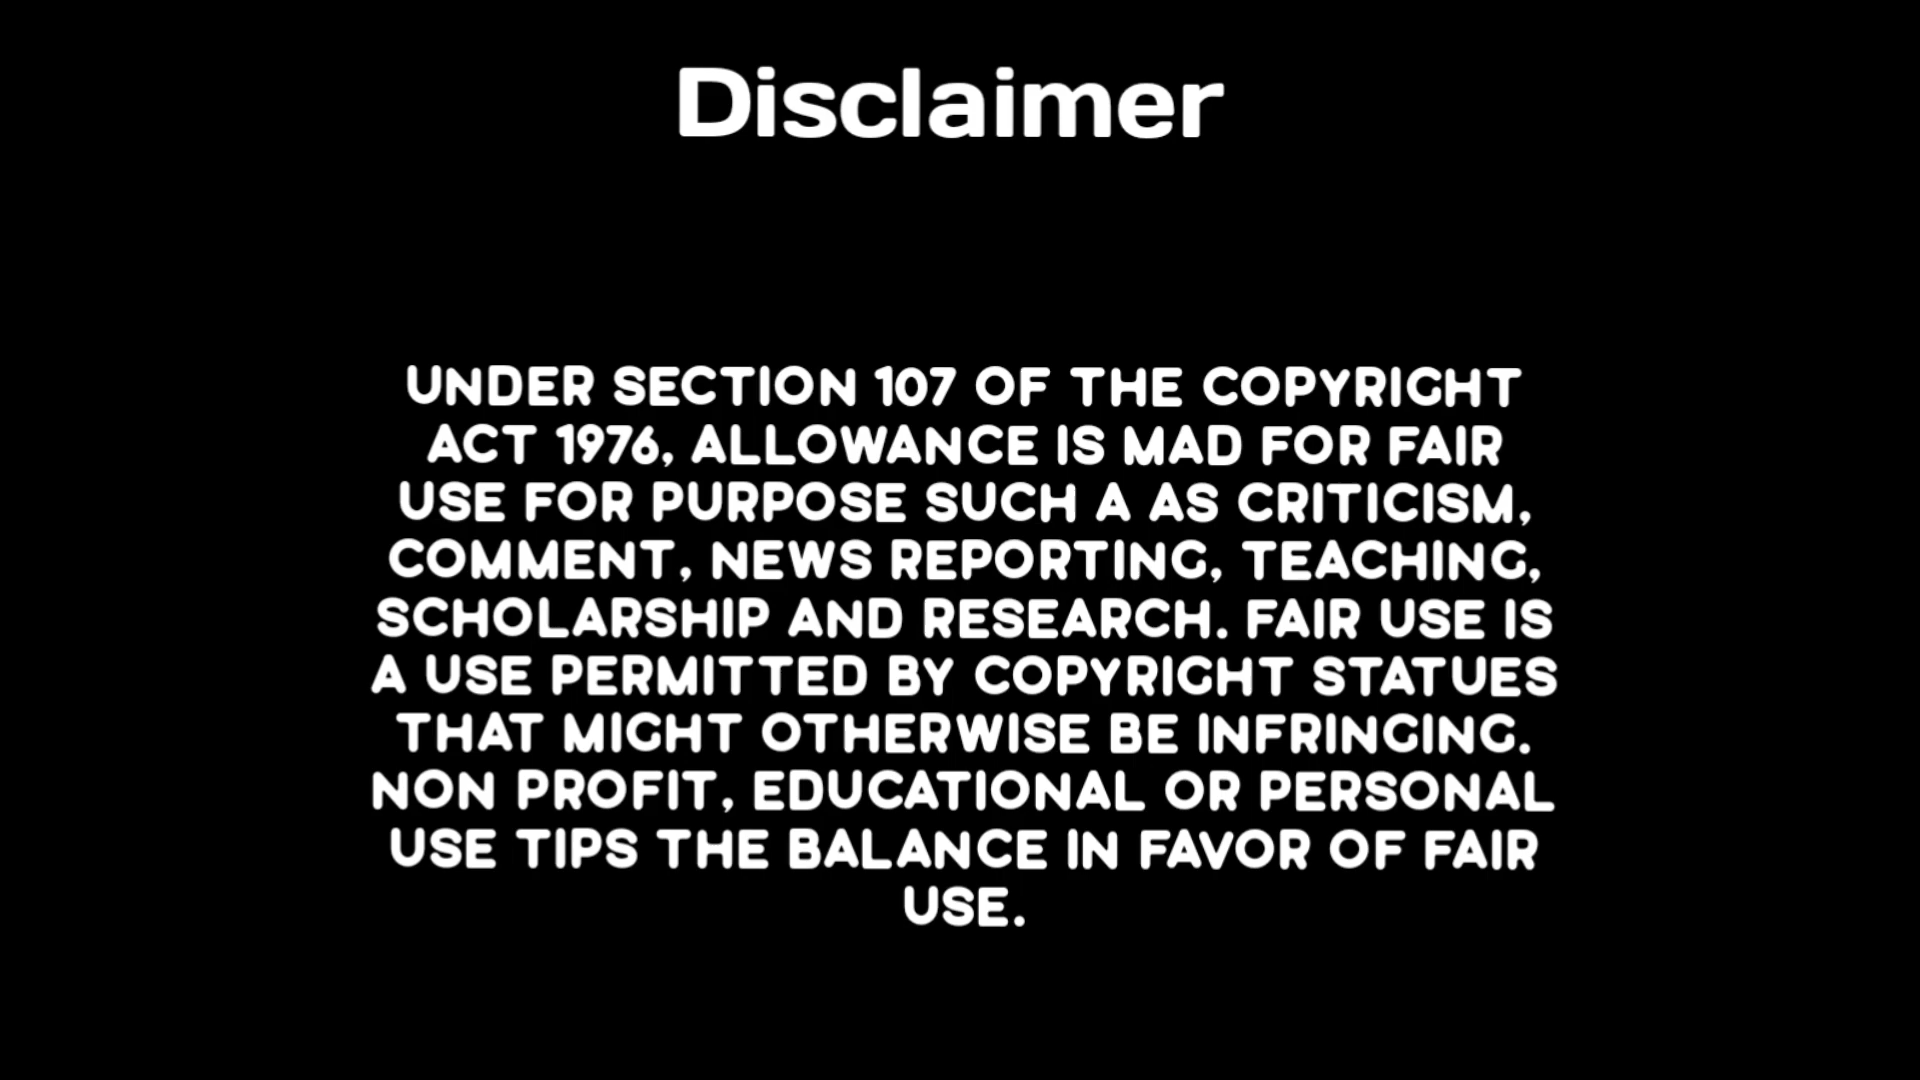 Disclaimer
UNDER SECTION 107 OF THE COPYRIGHT
ACT 1976, ALLOWANCE IS MAD FOR FAIR
USE FOR PURPOSE SUCH A AS CRITICISM,
COMMENT, NEWS REPORTING, TEACHING,
SCHOLARSHIP AND RESEARCH. FAIR USE IS
A USE PERMITTED BY COPYRIGHT STATUES
THAT MIGHT OTHERWISE BE INFRINGING.
NON PROFIT, EDUCATIONAL OR PERSONAL
USE TIPS THE BALANCE IN FAVOR OF FAIR
USE.